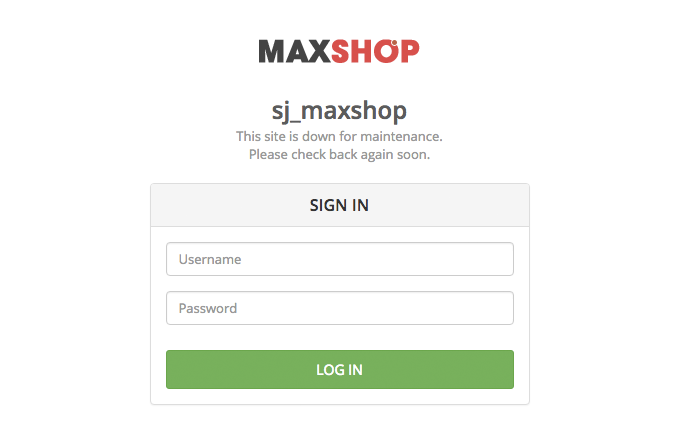 MAXSHOP
sj_maxshop
This site is down for maintenance.
Please check back again soon.
SIGN IN
Username
Password
LOG IN